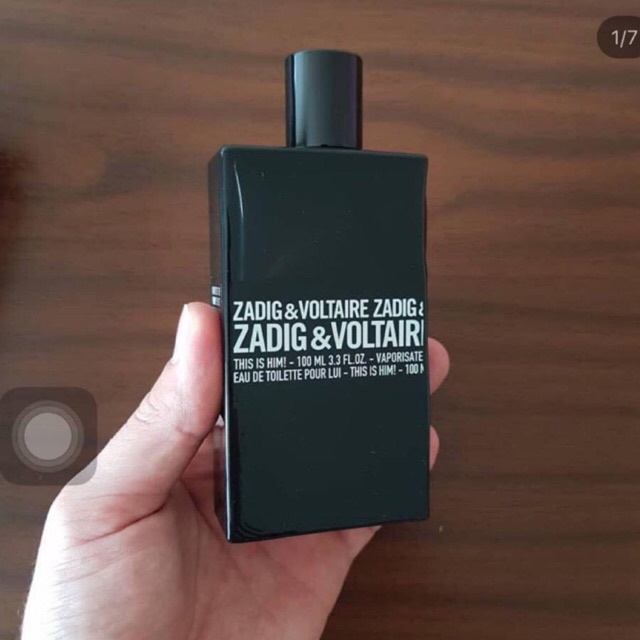 1/7
ZADIG & VOLTAIRE ZADIG &
ZADIG & VOLTAIR
THIS IS HIM! - 100 ML 3.3 FL.OZ. - VAPORISATE
EAU DE TOILETTE POUR LUI - THIS IS HIM! - 100 M